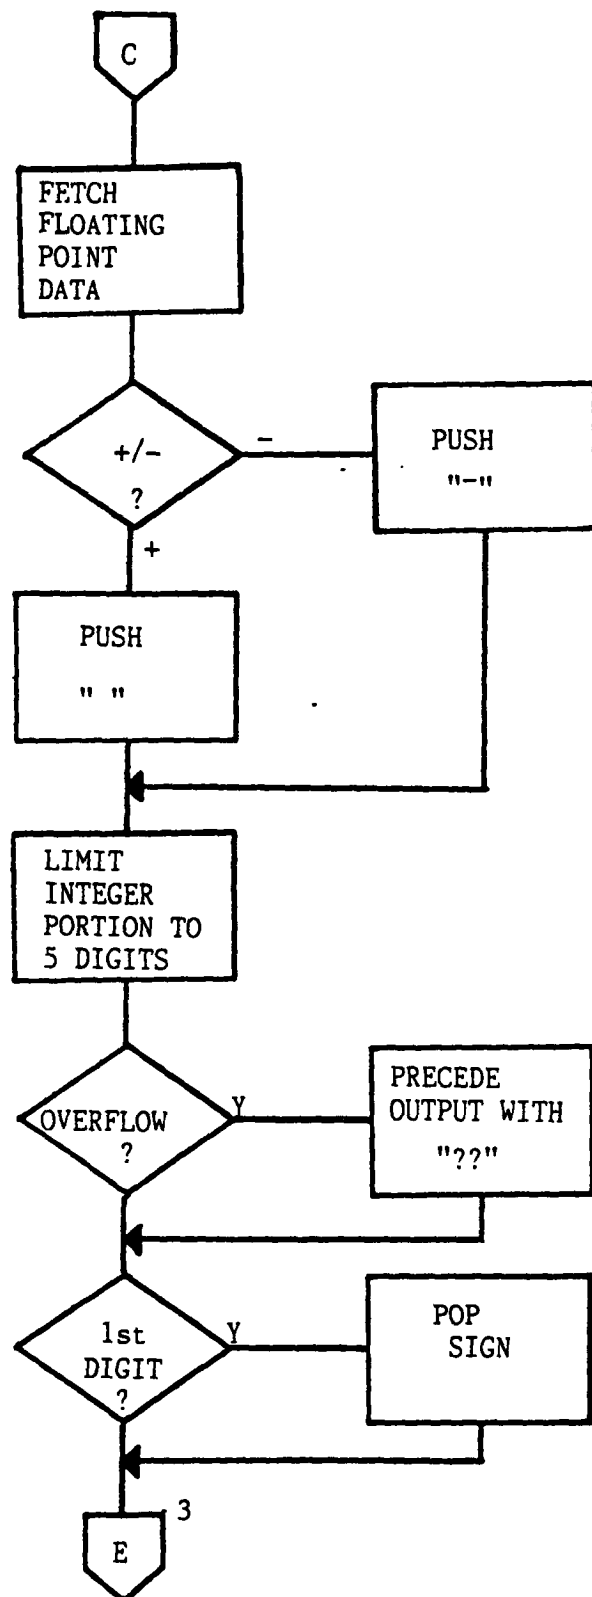 C
FETCH
FLOATING
POINT
DATA
+/-
?
-
PUSH
"-"
+
PUSH
" "
LIMIT
INTEGER
PORTION TO
5 DIGITS
OVERFLOW
?
Y
PRECEDE
OUTPUT WITH
"??"
1st
DIGIT
?
Y
POP
SIGN
3
E